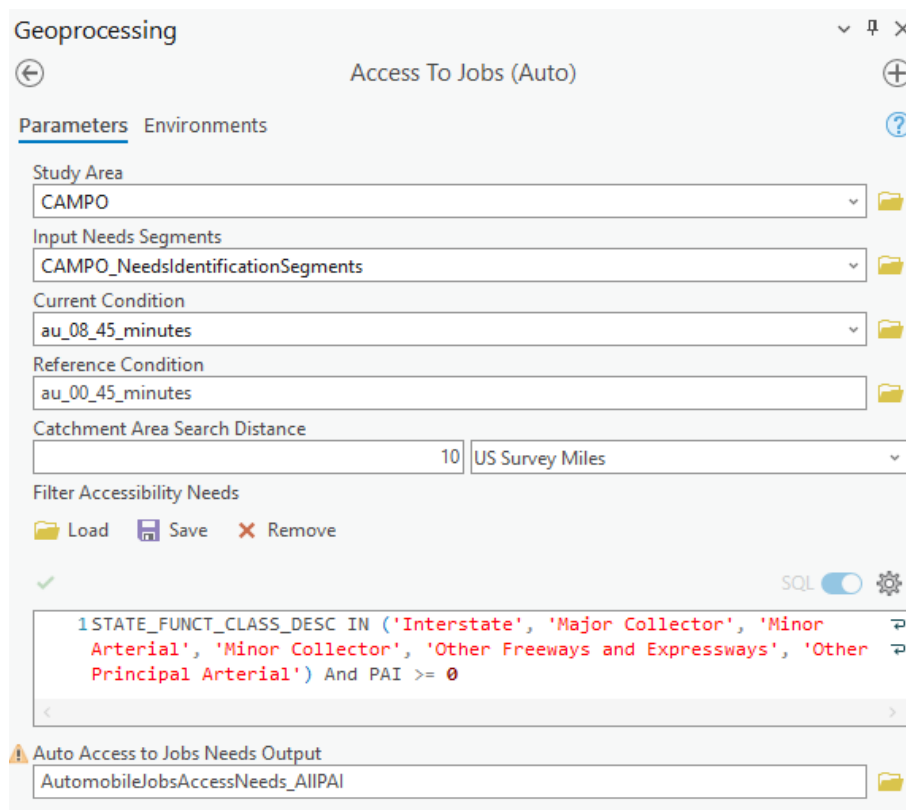 Geoprocessing
Access To Jobs (Auto)
Parameters Environments
Study Area
CAMPO
Input Needs Segments
CAMPO_NeedsIdentificationSegments
Current Condition
au_08_45_minutes
Reference Condition
au_00_45_minutes
Catchment Area Search Distance
10 US Survey Miles
Filter Accessibility Needs
Load Save Remove
SQL
1 STATE_FUNCT_CLASS_DESC IN ('Interstate', 'Major Collector', 'Minor
Arterial', 'Minor Collector', 'Other Freeways and Expressways', 'Other
Principal Arterial') And PAI >= 0
Auto Access to Jobs Needs Output
AutomobileJobsAccessNeeds_AllPAI